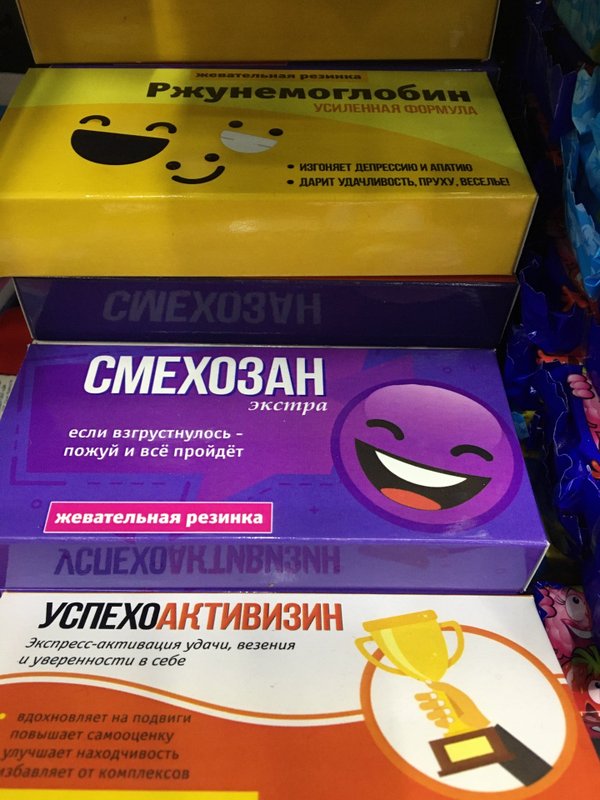 жевательная резинка
Ржунемоглобин
УСИЛЕННАЯ ФОРМУЛА
• ИЗГОНЯЕТ ДЕПРЕССИЮ И АПАТИЮ
• ДАРИТ УДАЧЛИВОСТЬ, ПРУХУ, ВЕСЕЛЬЕ!
СМЕХОЗАН
СМЕХОЗАН
экстра
если взгрустнулось –
пожуй и всё пройдёт
жевательная резинка
УСПЕХОАКТИВИЗИН
УСПЕХОАКТИВИЗИН
Экспресс-активация удачи, везения
и уверенности в себе
• вдохновляет на подвиги
повышает самооценку
улучшает находчивость
избавляет от комплексов